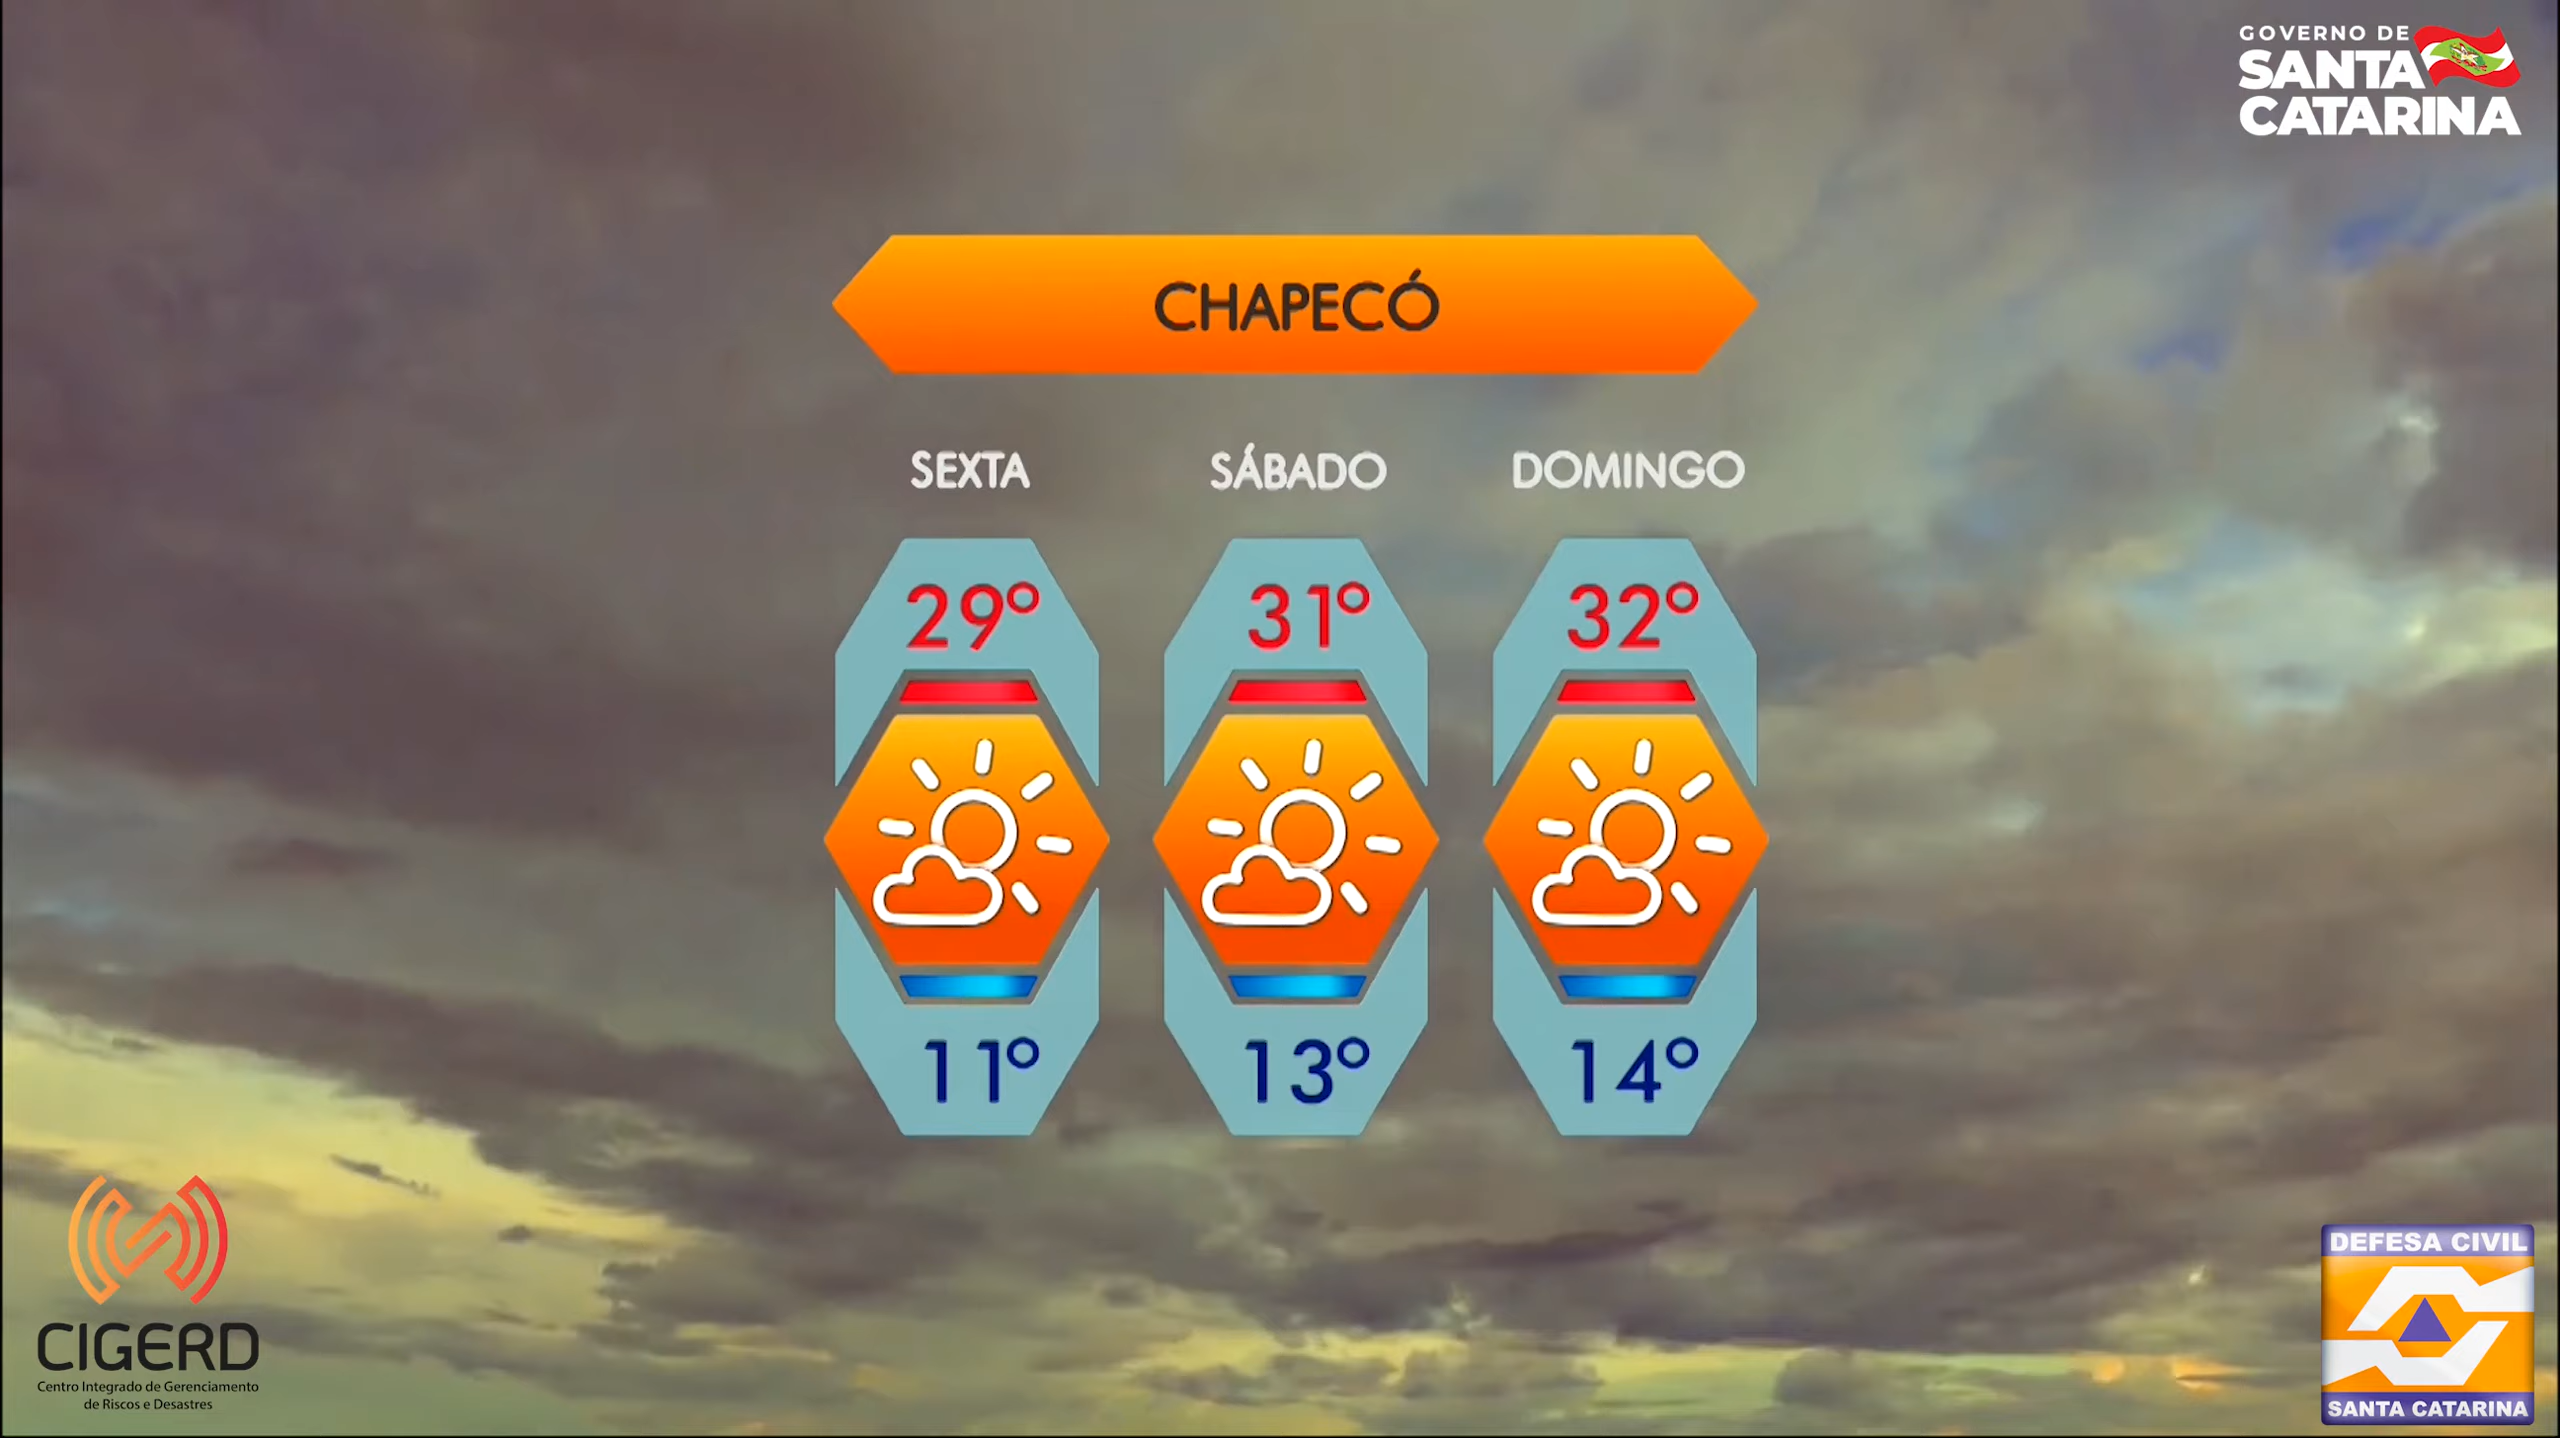 GOVERNO DE
SANTA
CATARINA
CHAPECÓ
SEXTA SÁBADO DOMINGO
29° 31° 32°
11° 13° 14°
CIGERD
Centro Integrado de Gerenciamento
de Riscos e Desastres
DEFESA CIVIL
SANTA CATARINA